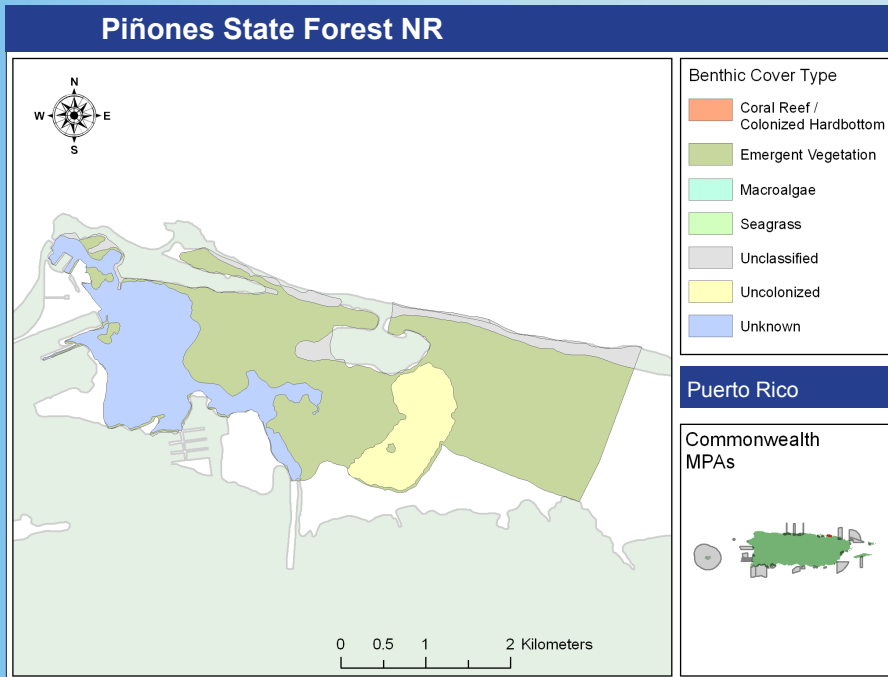 Piñones State Forest NR
N
W E
S
0 0.5 1 2 Kilometers
Benthic Cover Type
Coral Reef /
Colonized Hardbottom
Emergent Vegetation
Macroalgae
Seagrass
Unclassified
Uncolonized
Unknown
Puerto Rico
Commonwealth
MPAs